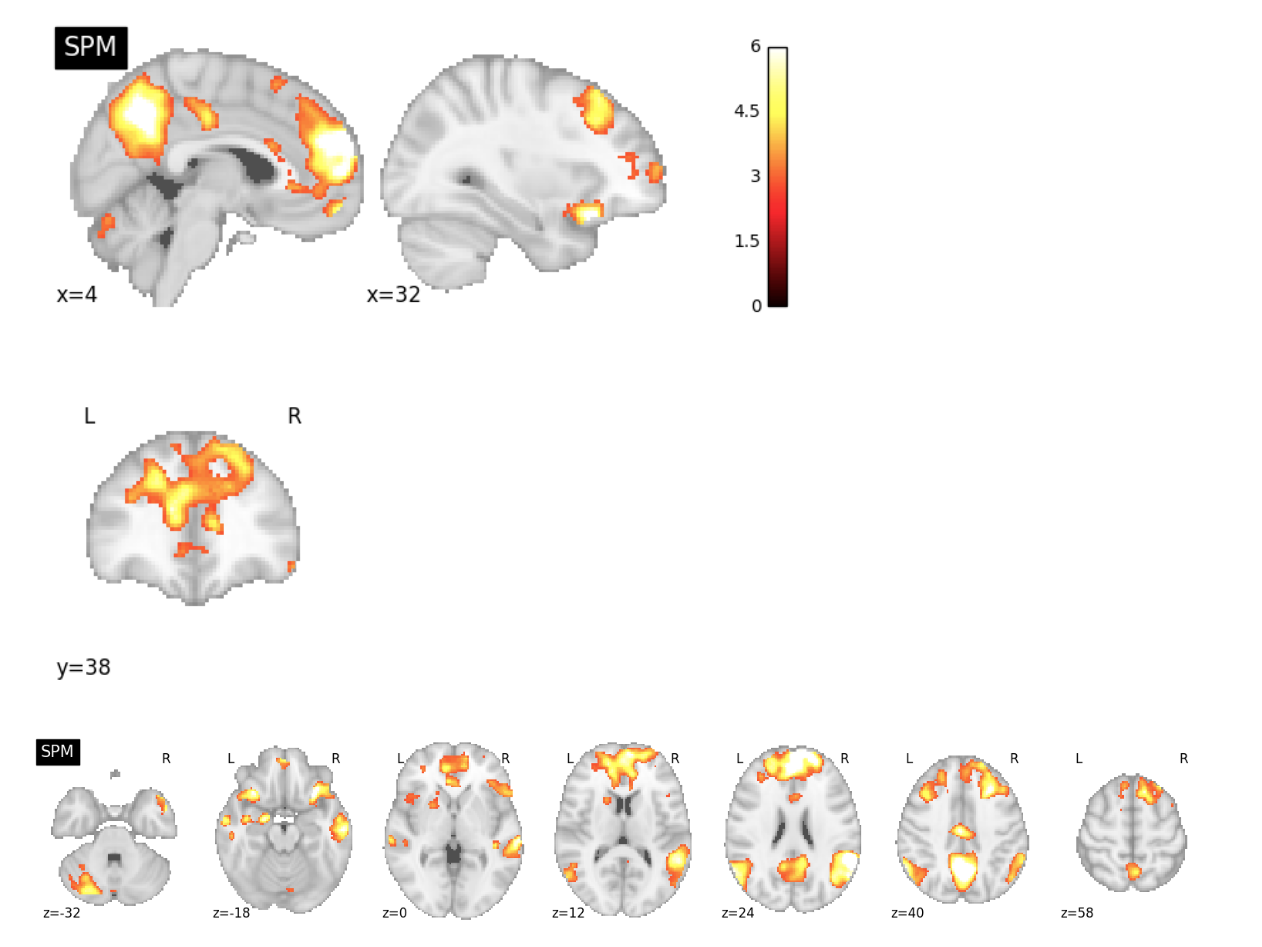 SPM
6
4.5
3
1.5
0
x=4 x=32
L R
y=38
SPM
R L R L R L R L R L R L R
z=-32 z=-18 z=0 z=12 z=24 z=40 z=58